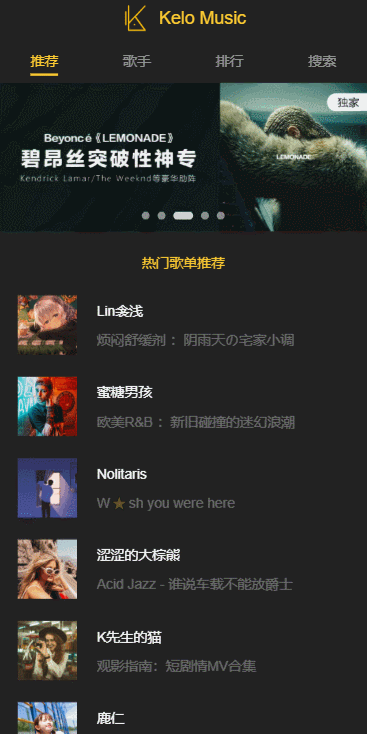 Kelo Music
推荐 歌手 排行 搜索
独家
Beyoncé《LEMONADE》
碧昂丝突破性神专
Kendrick Lamar/The Weeknd等豪华助阵
LEMONADE
热门歌单推荐
Lin衾浅
烦闷舒缓剂 ： 阴雨天の宅家小调
蜜糖男孩
欧美R&B ： 新旧碰撞的迷幻浪潮
Nolitaris
W ★ sh you were here
涩涩的大棕熊
Acid Jazz - 谁说车载不能放爵士
K先生的猫
观影指南：短剧情MV合集
鹿仁